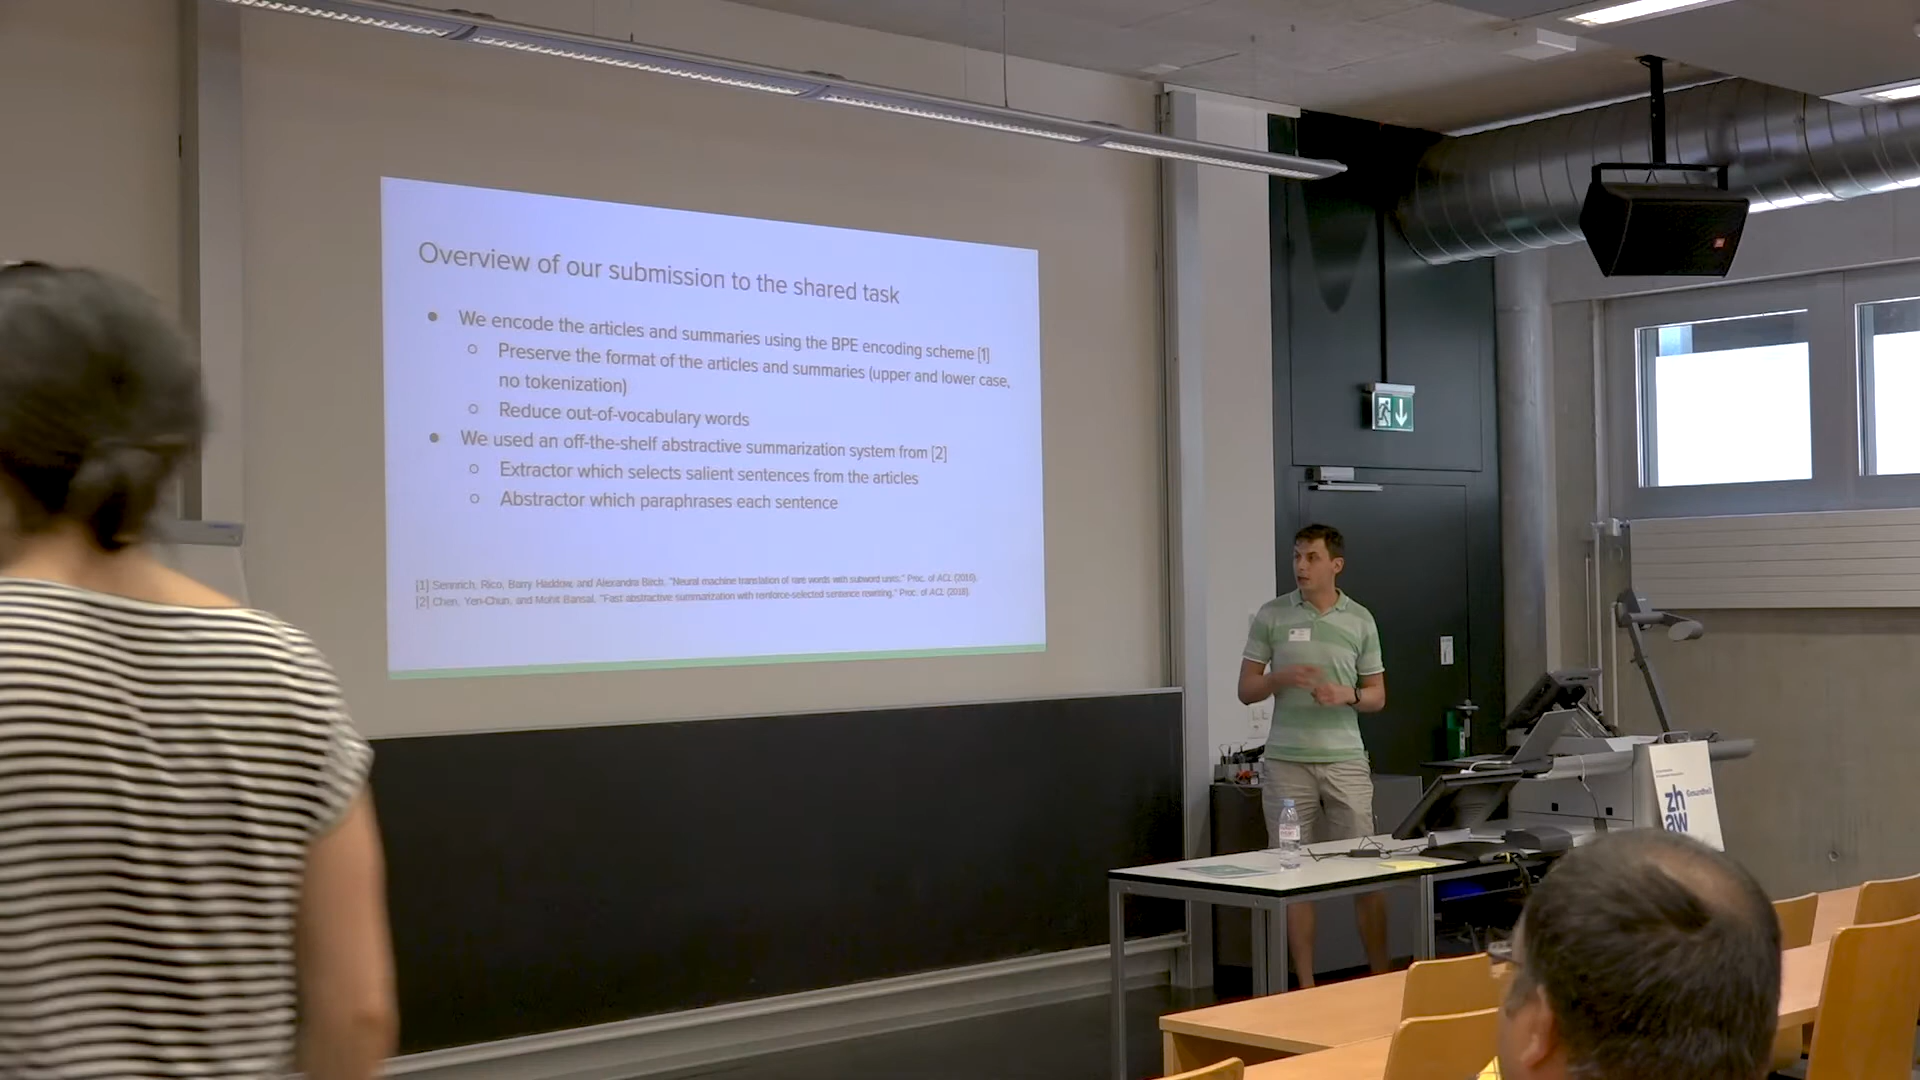 Overview of our submission to the shared task
We encode the articles and summaries using the BPE encoding scheme [1]
Preserve the format of the articles and summaries (upper and lower case,
no tokenization)
Reduce out-of-vocabulary words
We used an off-the-shelf abstractive summarization system from [2]
Extractor which selects salient sentences from the articles
Abstractor which paraphrases each sentence
[1] Sennrich, Rico, Barry Haddow, and Alexandra Birch. "Neural machine translation of rare words with subword units." Proc. of ACL (2016).
[2] Chen, Yen-Chun, and Mohit Bansal. "Fast abstractive summarization with reinforce-selected sentence rewriting." Proc. of ACL (2018).
zh Gesundheit
aw